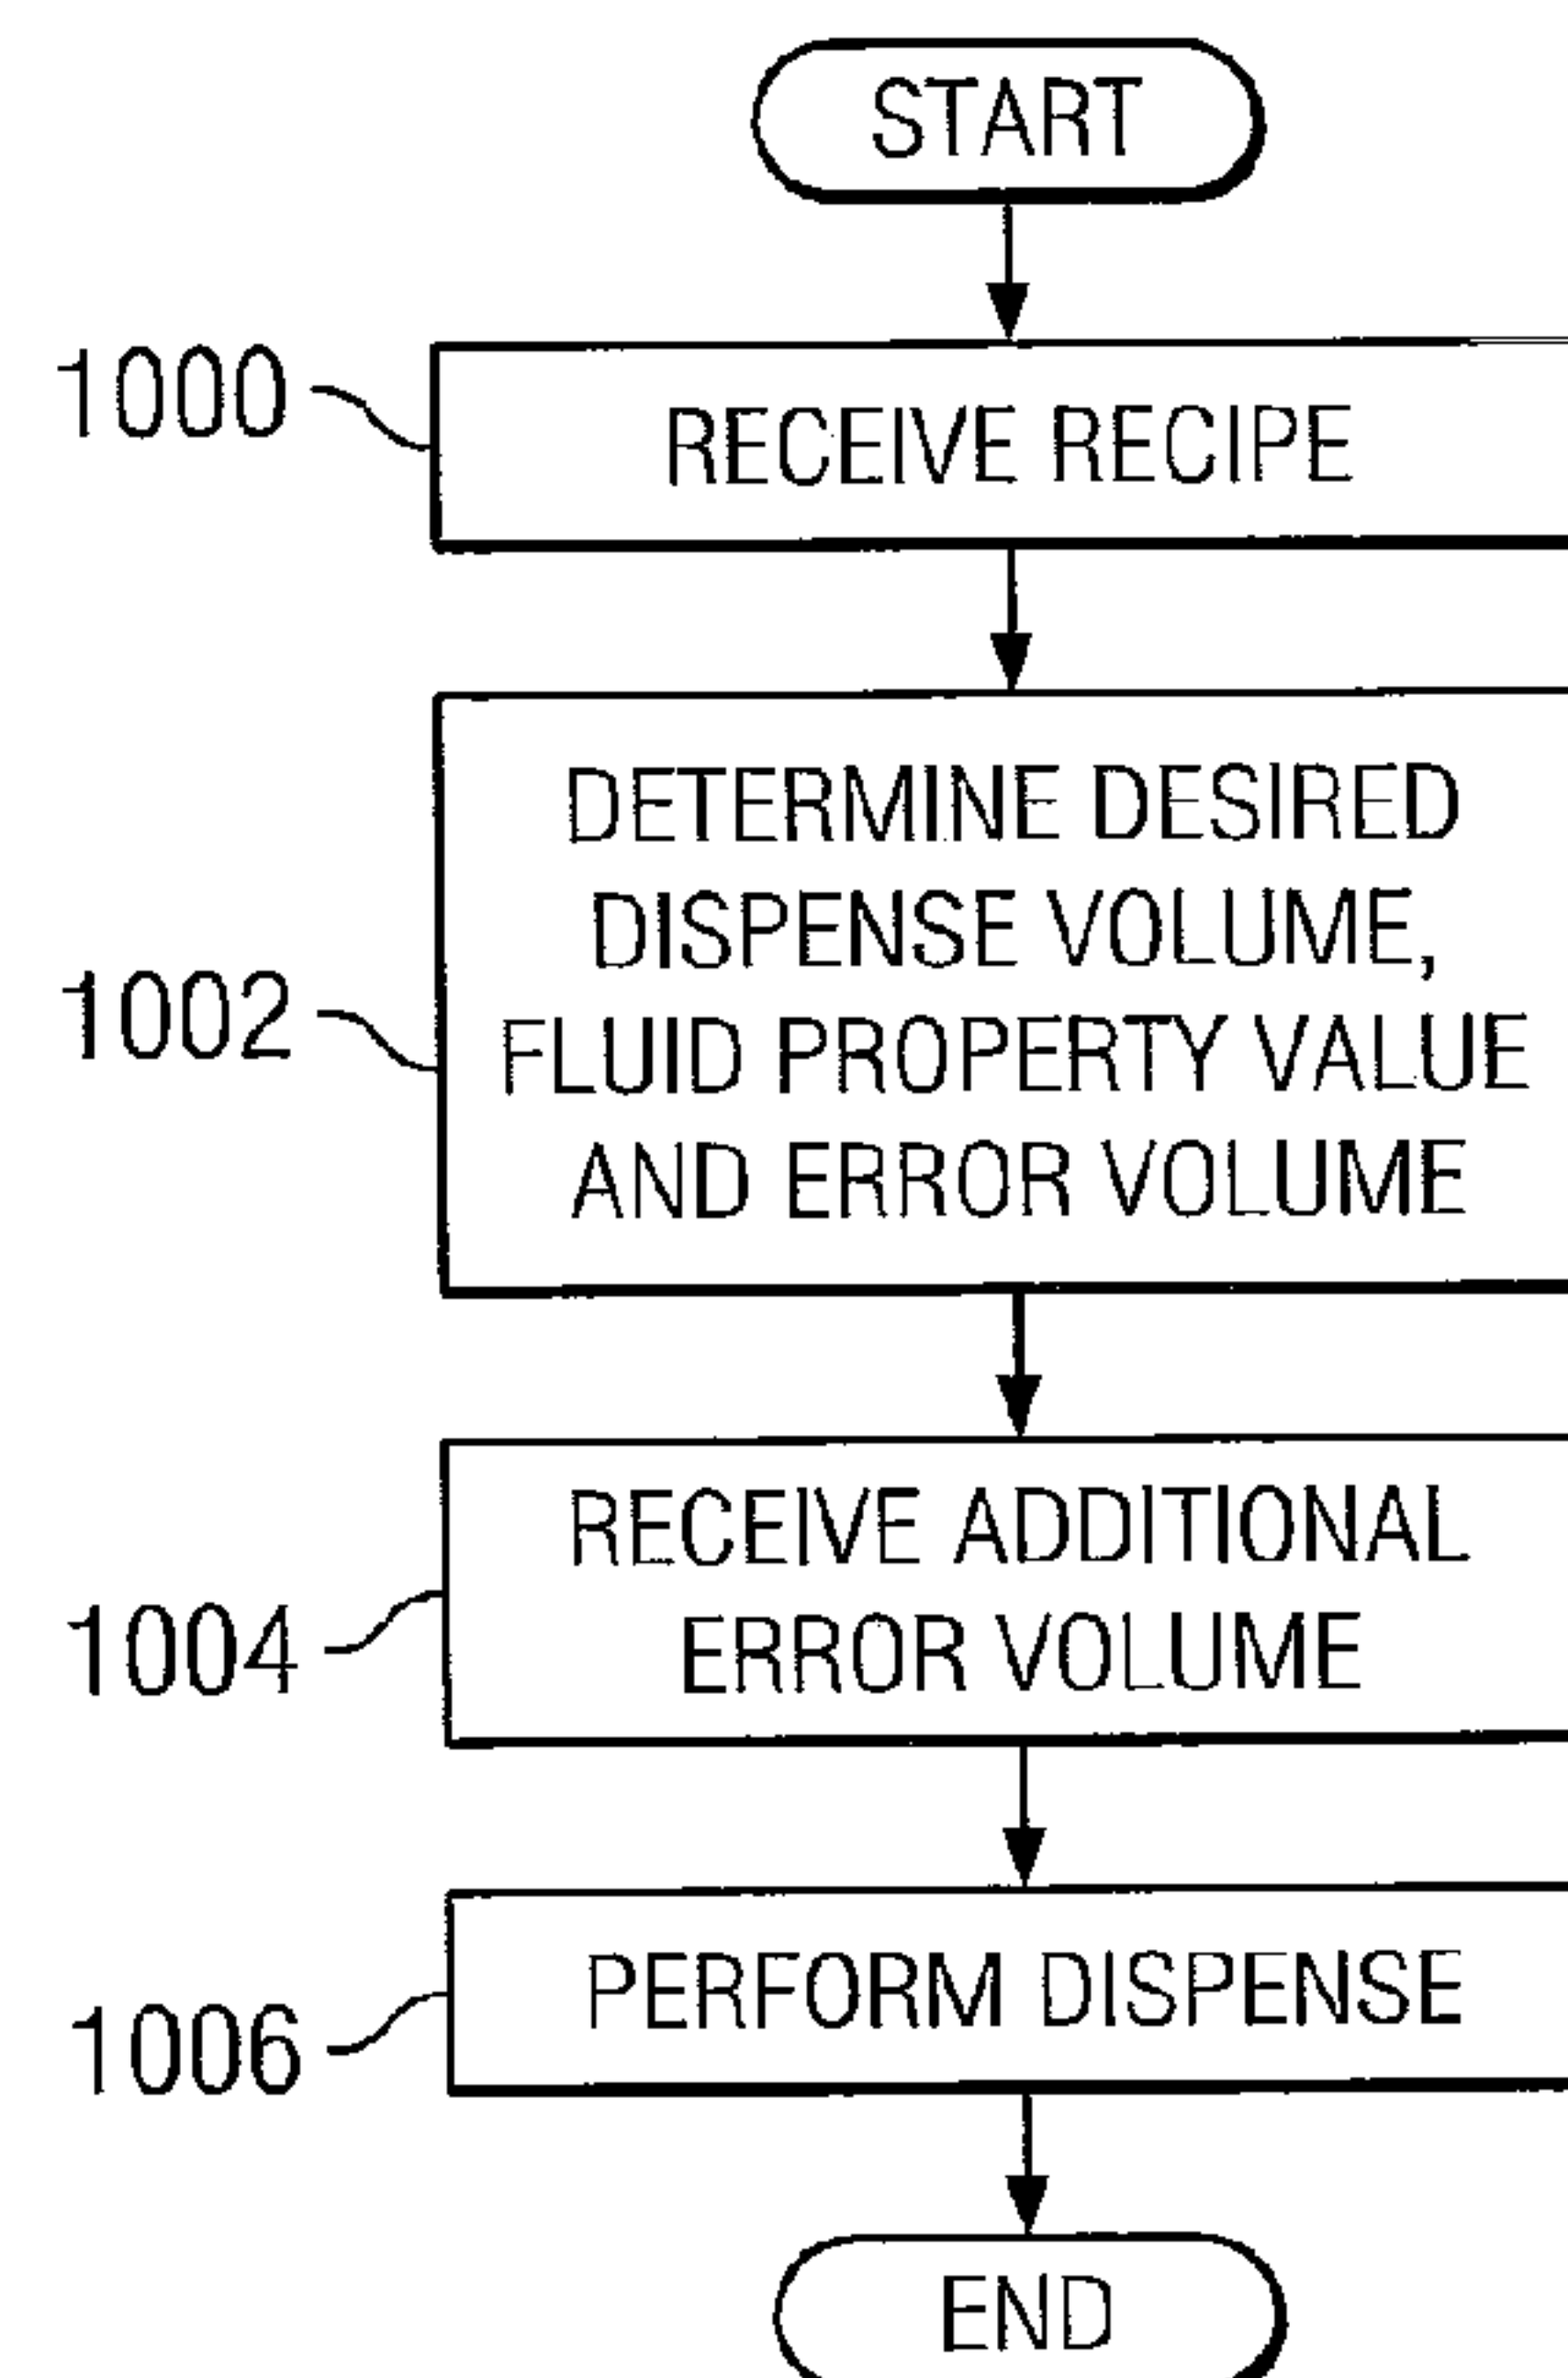 START
1000
RECEIVE RECIPE
DETERMINE DESIRED
DISPENSE VOLUME,
1002
FLUID PROPERTY VALUE
AND ERROR VOLUME
RECEIVE ADDITIONAL
1004
ERROR VOLUME
PERFORM DISPENSE
1006
END